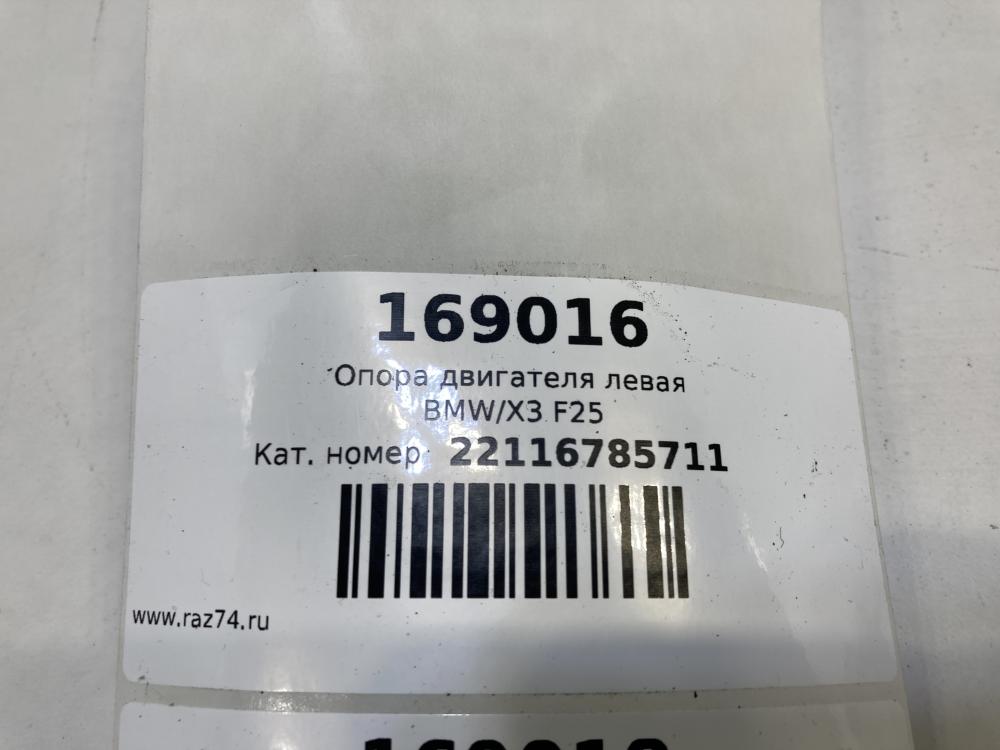 169016
Опора двигателя левая
BMW/X3 F25
Кат. номер 22116785711
www.raz74.ru